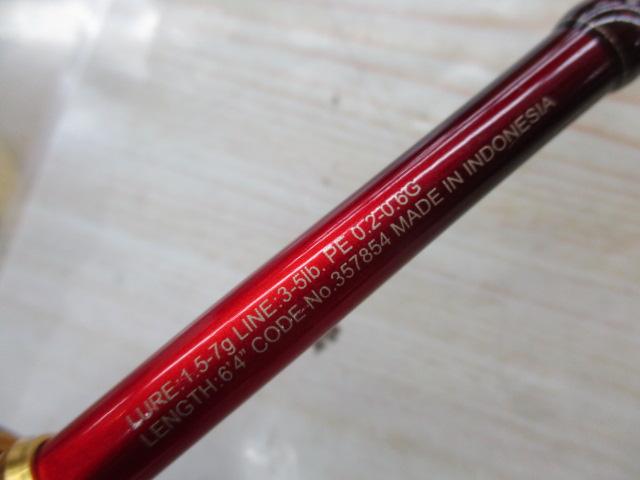 LURE:1.5-7g LINE:3-5lb. PE 0.2-0.6G
LENGTH:6'4" CODE-No.357854 MADE IN INDONESIA